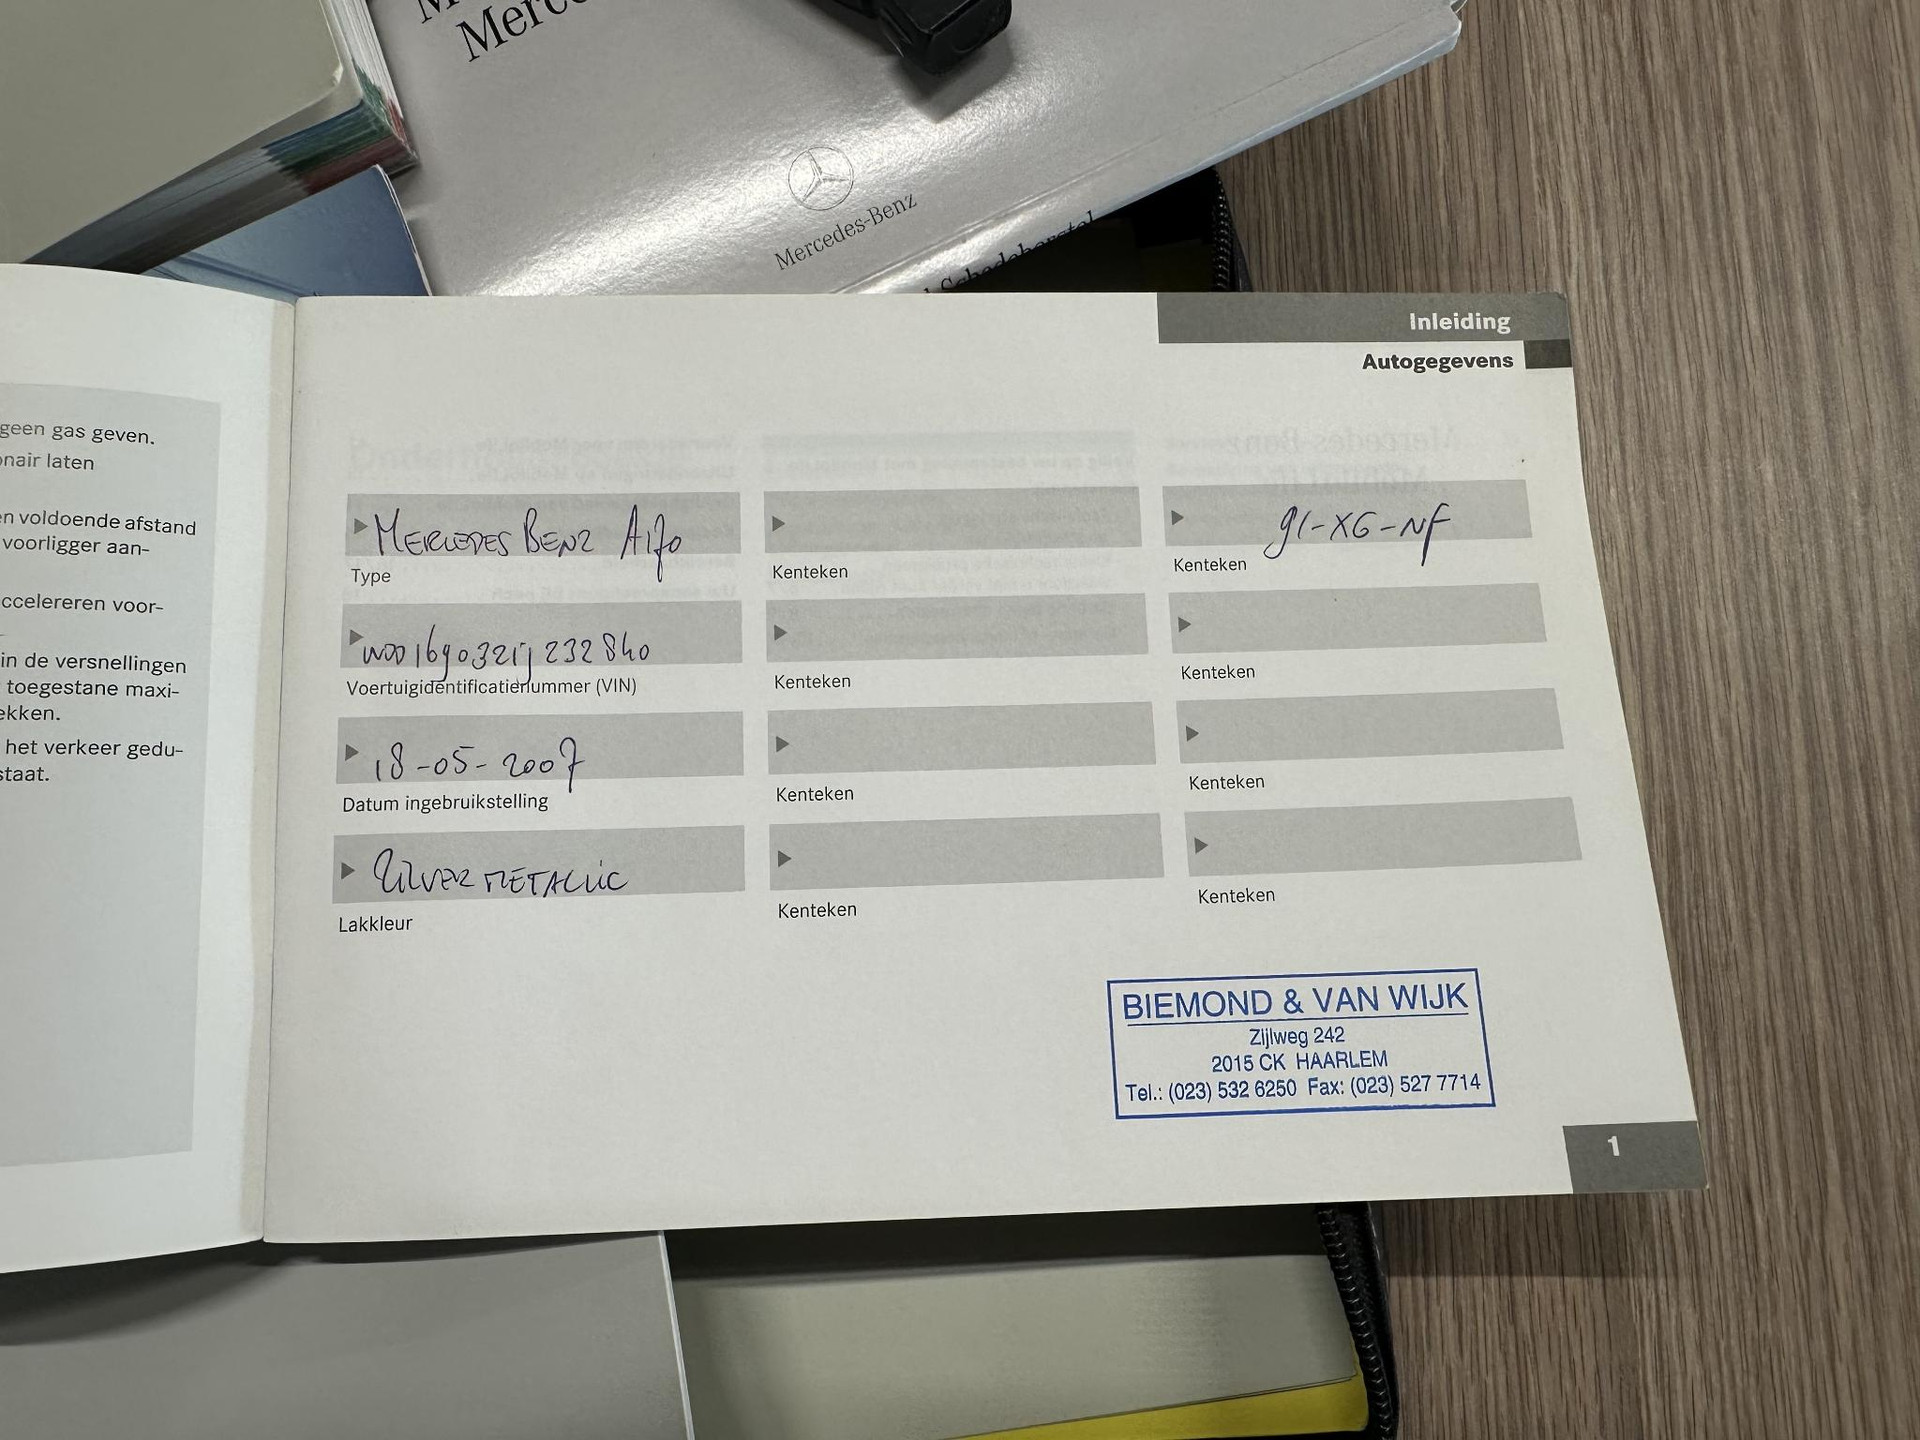 Merce
Mercedes-Benz
Schadeherstel
geen gas geven.
onair laten
en voldoende afstand
voorligger aan-
ccelereren voor-
in de versnellingen
toegestane maxi-
ekken.
het verkeer gedu-
staat.
Inleiding
Autogegevens
MERCEDES BENZ A170
Type
Kenteken
91-XG-NF
Kenteken
WDD1690321J232840
Voertuigidentificatienummer (VIN)
Kenteken
Kenteken
18-05-2007
Datum ingebruikstelling
Kenteken
Kenteken
ZILVER METALLIC
Lakkleur
Kenteken
Kenteken
BIEMOND & VAN WIJK
Zijlweg 242
2015 CK HAARLEM
Tel.: (023) 532 6250 Fax: (023) 527 7714
1